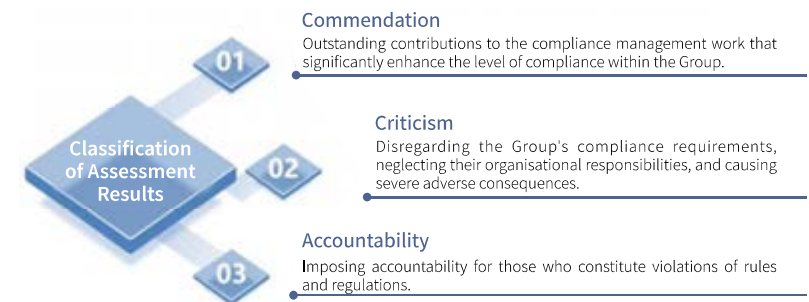 Classification
of Assessment
Results
01
Commendation
Outstanding contributions to the compliance management work that
significantly enhance the level of compliance within the Group.
02
Criticism
Disregarding the Group's compliance requirements,
neglecting their organisational responsibilities, and causing
severe adverse consequences.
03
Accountability
Imposing accountability for those who constitute violations of rules
and regulations.